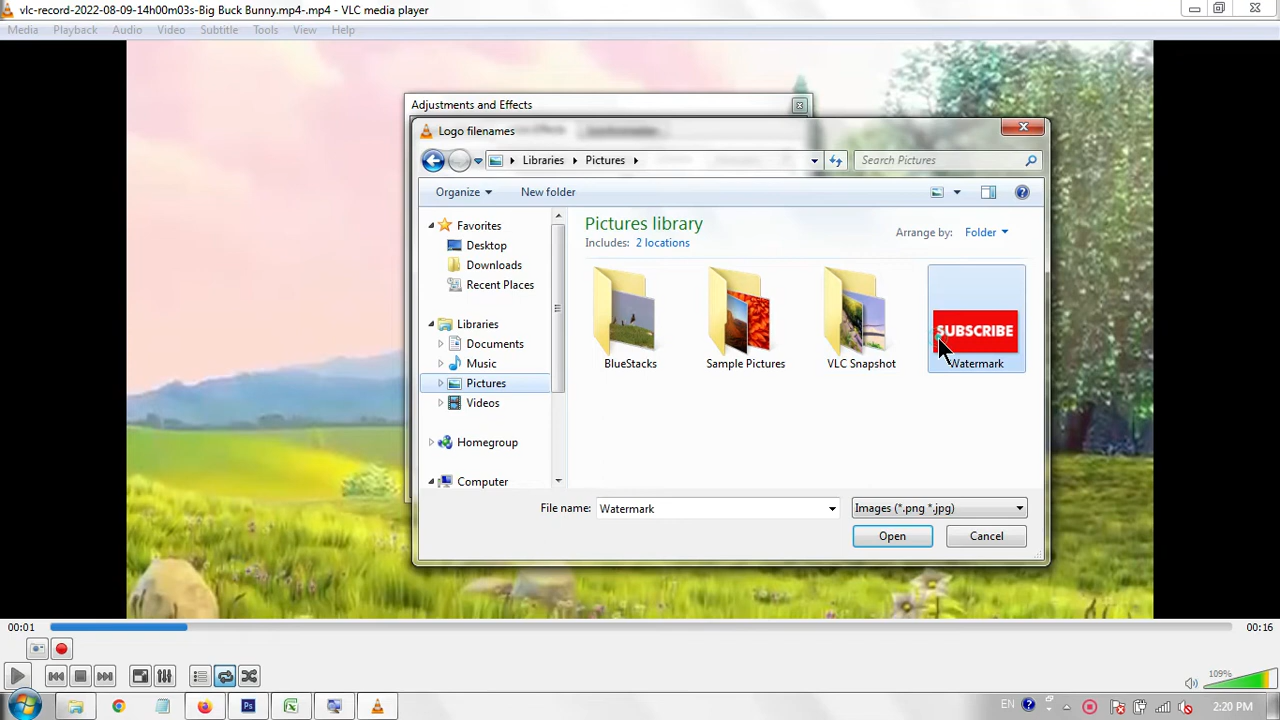 vlc-record-2022-08-09-14h00m03s-Big Buck Bunny.mp4-.mp4 - VLC media player
Media Playback Audio Video Subtitle Tools View Help
Adjustments and Effects
Logo filenames
Libraries Pictures Search Pictures
Organize New folder
Favorites
Desktop
Downloads
Recent Places
Libraries
Documents
Music
Pictures
Videos
Homegroup
Computer
Pictures library
Includes: 2 locations
Arrange by: Folder
SUBSCRIBE
BlueStacks Sample Pictures VLC Snapshot Watermark
File name: Watermark Images (*.png *.jpg)
Open Cancel
00:01 00:16
109%
Ps
EN 2:20 PM